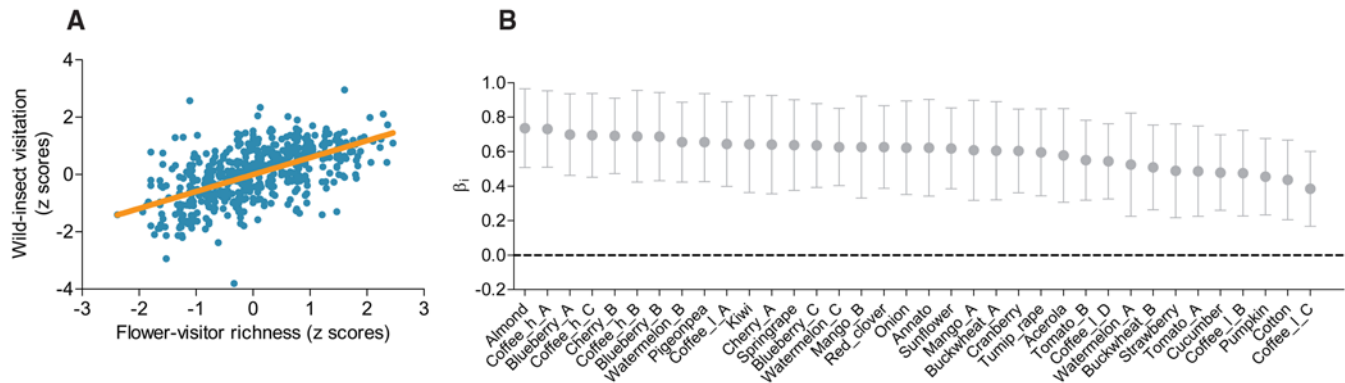 A
Wild-insect visitation
(z scores)
4
2
0
-2
-4
-3
-2
-1
0
1
2
3
Flower-visitor richness (z scores)
B
βi
1.0
0.8
0.6
0.4
0.2
0.0
-0.2
Almond
Coffee_h_A
Blueberry_A
Coffee_h_C
Cherry_B
Coffee_h_B
Blueberry_B
Watermelon_B
Pigeonpea
Coffee_l_A
Kiwi
Cherry_A
Springrape
Blueberry_C
Watermelon_C
Mango_B
Red_clover
Onion
Annato
Sunflower
Mango_A
Buckwheat_A
Cranberry
Turnip_rape
Acerola
Tomato_B
Coffee_l_D
Watermelon_A
Buckwheat_B
Strawberry
Tomato_A
Cucumber
Coffee_l_B
Pumpkin
Cotton
Coffee_l_C